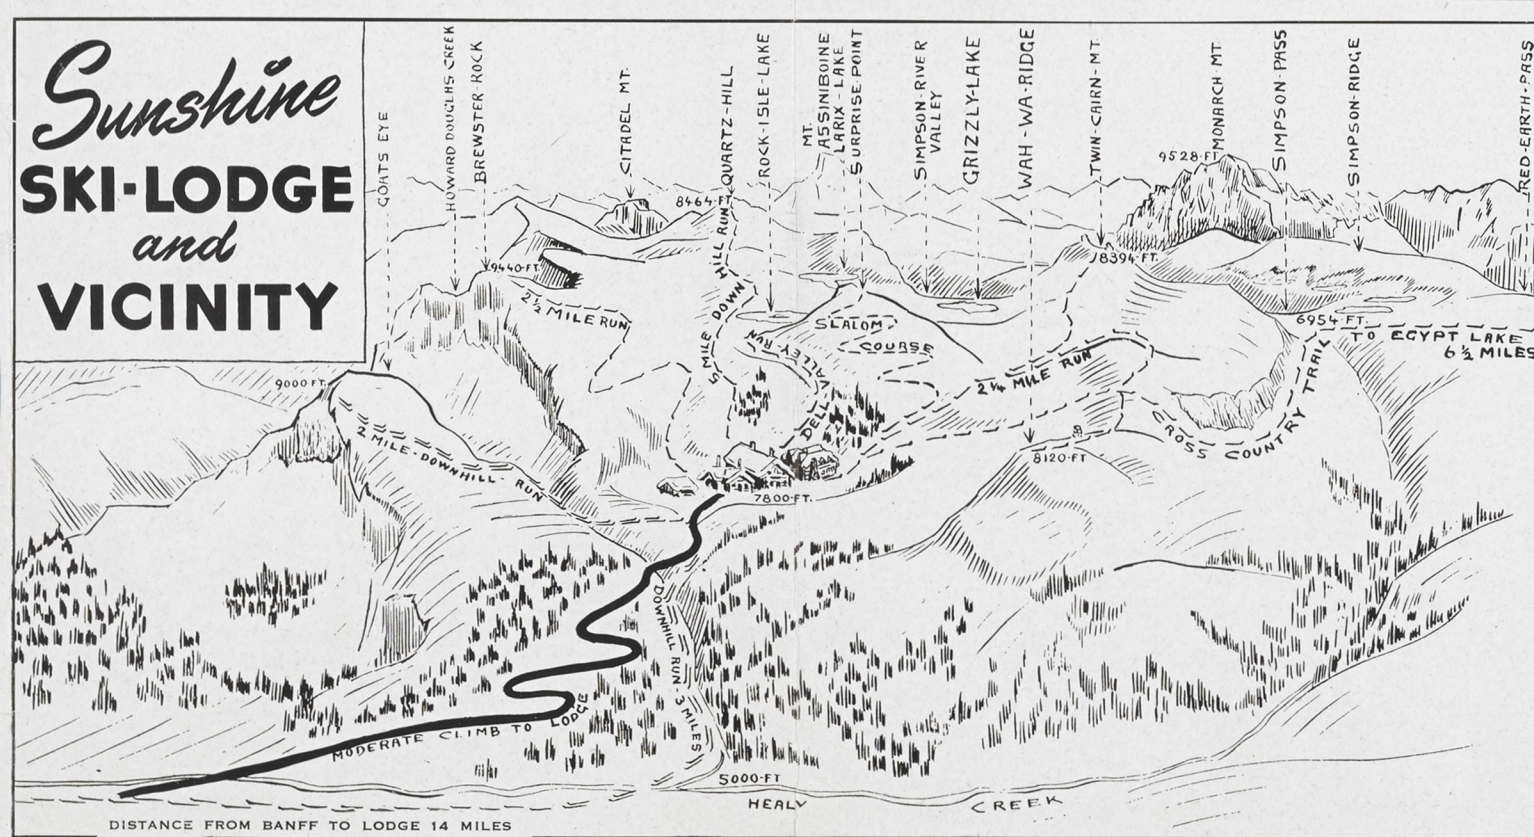 Sunshine
SKI-LODGE
and
VICINITY
GOATS EYE
HOWARD DOUGLAS CREEK
BREWSTER-ROCK
CITADEL MT.
QUARTZ-HILL
ROCK-ISLE-LAKE
MT.
ASSINIBOINE
LARIX-LAKE
SURPRISE-POINT
SIMPSON-RIVER
VALLEY
GRIZZLY-LAKE
WAH-WA-RIDGE
TWIN-CAIRN-MT.
MONARCH-MT.
SIMPSON-PASS
SIMPSON-RIDGE
RED-EARTH-PASS
9528-FT.
8464-FT.
8394-FT.
9440-FT.
2½ MILE RUN
5 MILE DOWN HILL RUN
SLALOM
COURSE
DELL VALLEY RUN
2¼ MILE RUN
6954-FT.
TO EGYPT LAKE
6½ MILES
9000 FT.
2 MILE-DOWNHILL-RUN
CROSS COUNTRY TRAIL
8120-FT
7800-FT.
DOWNHILL RUN-3 MILES
MODERATE CLIMB TO LODGE
5000-FT
HEALY CREEK
DISTANCE FROM BANFF TO LODGE 14 MILES